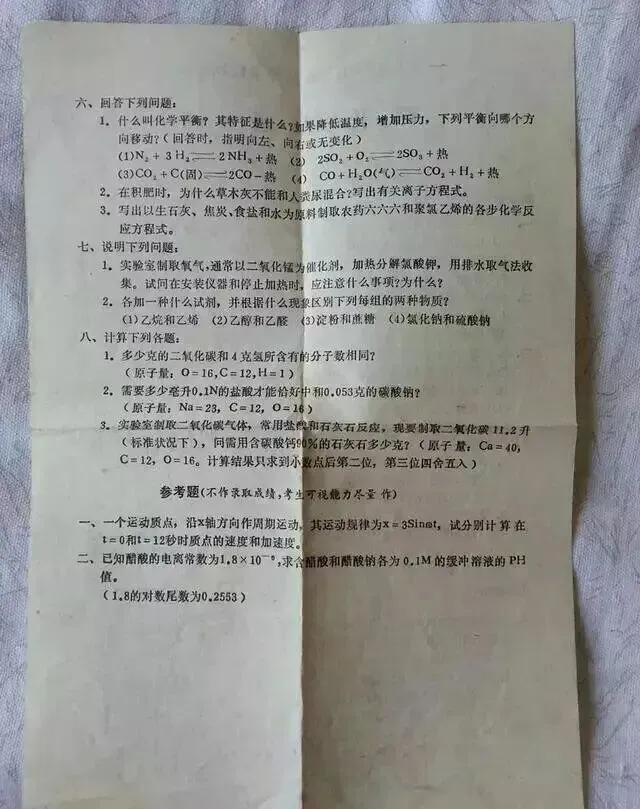 六、回答下列问题:
1. 什么叫化学平衡?其特征是什么?如果降低温度,增加压力,下列平衡向哪个方
向移动?(回答时,指明向左、向右或无变化)
(1)N₂+3H₂⇌2NH₃+热 (2) 2SO₂+O₂⇌2SO₃+热
(3)CO₂+C(固)⇌2CO-热 (4) CO+H₂O(气)⇌CO₂+H₂+热
2. 在积肥时,为什么草木灰不能和人粪尿混合?写出有关离子方程式。
3. 写出以生石灰、焦炭、食盐和水为原料制取农药六六六和聚氯乙烯的各步化学反
应方程式。
七、说明下列问题:
1. 实验室制取氧气,通常以二氧化锰为催化剂,加热分解氯酸钾,用排水取气法收
集。试问在安装仪器和停止加热时,应注意什么事项?为什么?
2. 各加一种什么试剂,并根据什么现象区别下列每组的两种物质?
(1)乙烷和乙烯 (2)乙醇和乙醛 (3)淀粉和蔗糖 (4)氯化钠和硫酸钠
八、计算下列各题:
1. 多少克的二氧化碳和4克氢所含有的分子数相同?
(原子量:O=16,C=12,H=1)
2. 需要多少毫升0.1N的盐酸才能恰好中和0.053克的碳酸钠?
(原子量:Na=23, C=12, O=16)
3. 实验室制取二氧化碳气体,常用盐酸和石灰石反应,现要制取二氧化碳11.2升
(标准状况下),问需用含碳酸钙90%的石灰石多少克?(原子量:Ca=40,
C=12, O=16。计算结果只求到小数点后第二位,第三位四舍五入)
参考题(不作录取成绩,考生可视能力尽量 作)
一、一个运动质点,沿x轴方向作周期运动,其运动规律为x=3Sinωt,试分别计算在
t=0和t=12秒时质点的速度和加速度。
二、已知醋酸的电离常数为1.8×10⁻⁵,求含醋酸和醋酸钠各为0.1M的缓冲溶液的PH
值。
(1.8的对数尾数为0.2553)